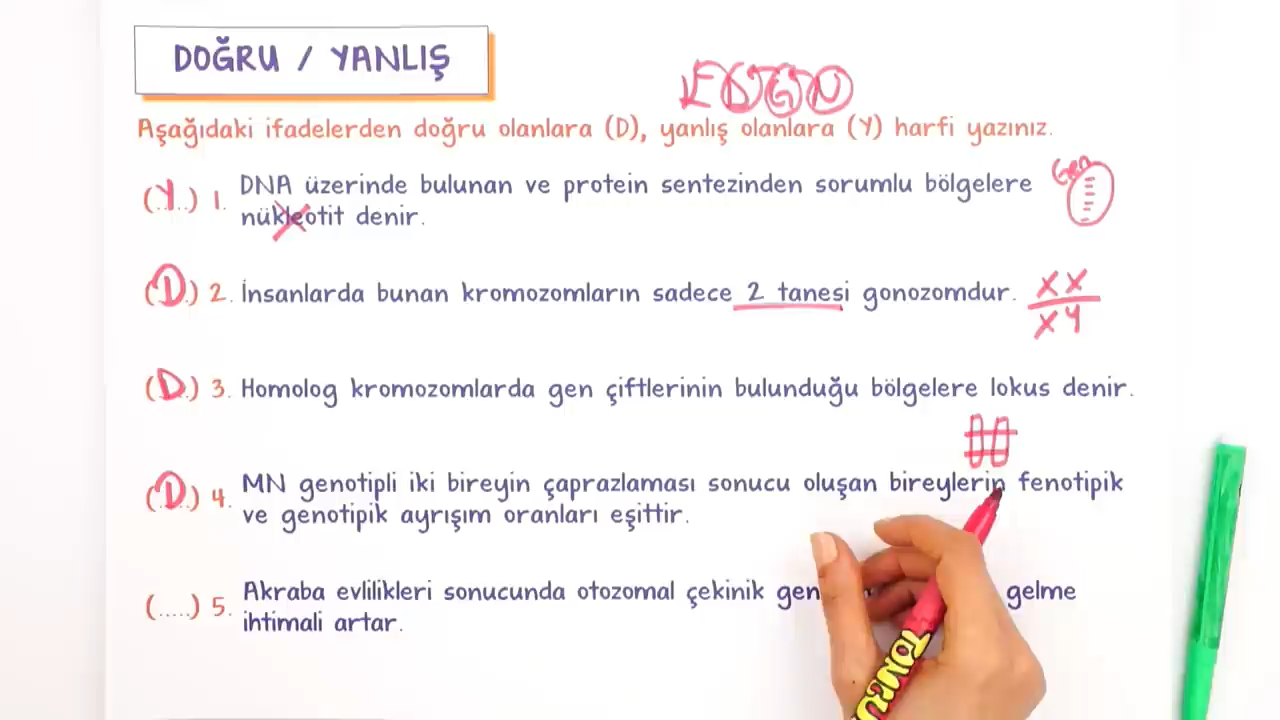 DOĞRU / YANLIŞ
KDGN
Aşağıdaki ifadelerden doğru olanlara (D), yanlış olanlara (Y) harfi yazınız.
(Y) 1. DNA üzerinde bulunan ve protein sentezinden sorumlu bölgelere Gen
nükleotit denir.
(D) 2. İnsanlarda bunan kromozomların sadece 2 tanesi gonozomdur. XX
XY
(D) 3. Homolog kromozomlarda gen çiftlerinin bulunduğu bölgelere lokus denir.
(D) 4. MN genotipli iki bireyin çaprazlaması sonucu oluşan bireylerin fenotipik
ve genotipik ayrışım oranları eşittir.
(.....) 5. Akraba evlilikleri sonucunda otozomal çekinik gen gelme
ihtimali artar.